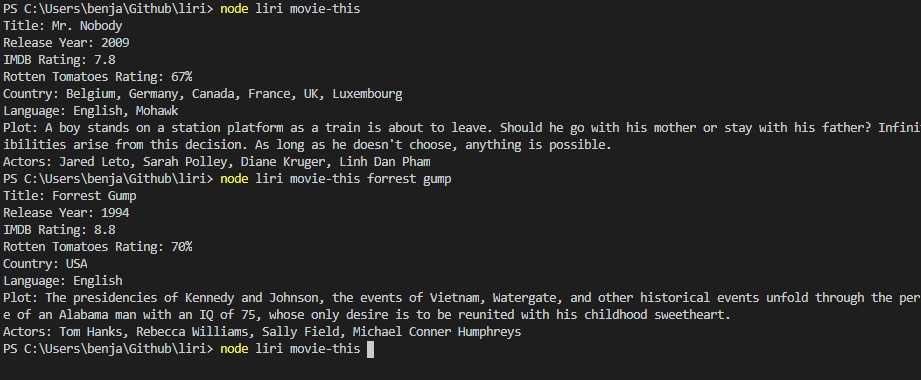 PS C:\Users\benja\Github\liri> node liri movie-this
Title: Mr. Nobody
Release Year: 2009
IMDB Rating: 7.8
Rotten Tomatoes Rating: 67%
Country: Belgium, Germany, Canada, France, UK, Luxembourg
Language: English, Mohawk
Plot: A boy stands on a station platform as a train is about to leave. Should he go with his mother or stay with his father? Infini
ibilities arise from this decision. As long as he doesn't choose, anything is possible.
Actors: Jared Leto, Sarah Polley, Diane Kruger, Linh Dan Pham
PS C:\Users\benja\Github\liri> node liri movie-this forrest gump
Title: Forrest Gump
Release Year: 1994
IMDB Rating: 8.8
Rotten Tomatoes Rating: 70%
Country: USA
Language: English
Plot: The presidencies of Kennedy and Johnson, the events of Vietnam, Watergate, and other historical events unfold through the per
e of an Alabama man with an IQ of 75, whose only desire is to be reunited with his childhood sweetheart.
Actors: Tom Hanks, Rebecca Williams, Sally Field, Michael Conner Humphreys
PS C:\Users\benja\Github\liri> node liri movie-this